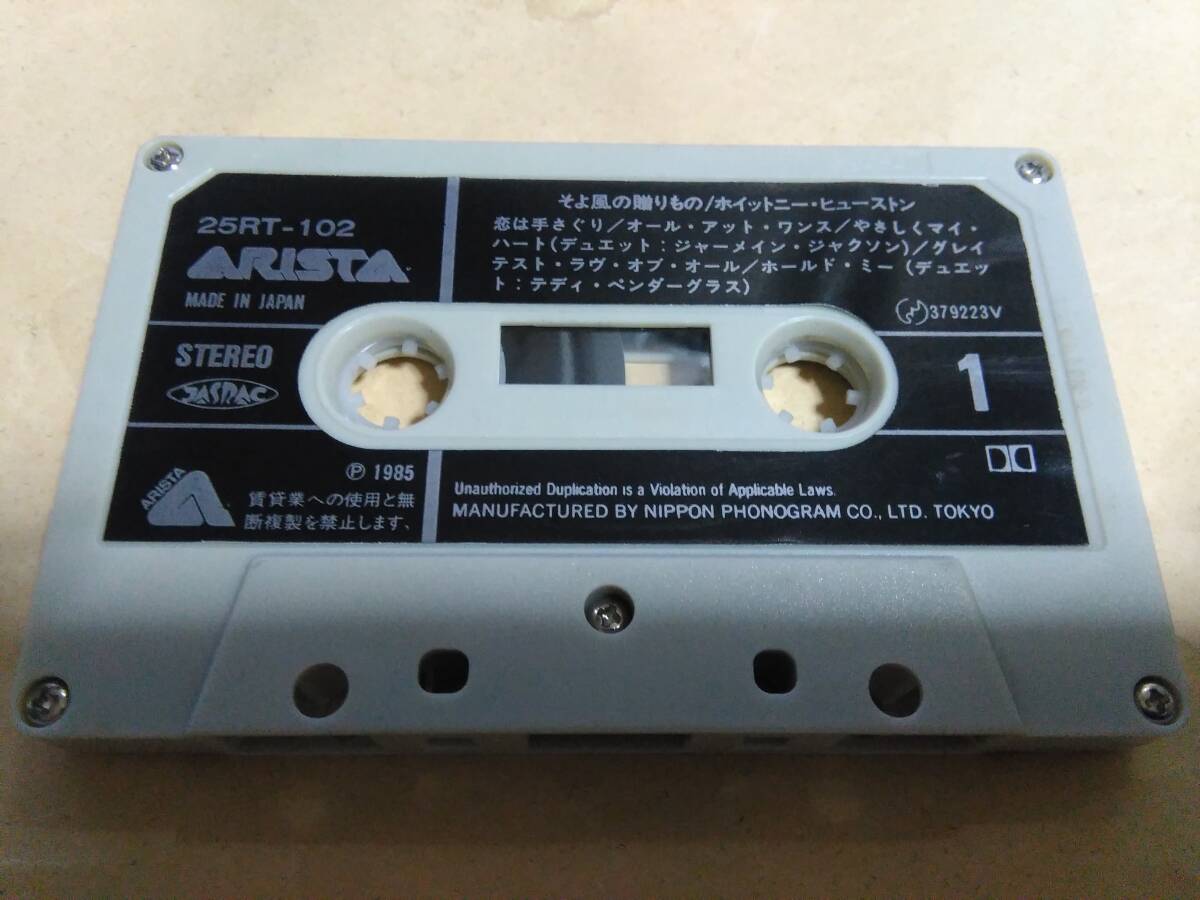 25RT-102
ARISTA
MADE IN JAPAN
STEREO
JASRAC
ARISTA
Ⓟ 1985
賃貸業への使用と無
断複製を禁止します、
そよ風の贈りもの/ホイットニー・ヒューストン
恋は手さぐり/オール・アット・ワンス/やさしくマイ・
ハート(デュエット:ジャーメイン・ジャクソン)/グレイ
テスト・ラヴ・オブ・オール/ホールド・ミー(デュエッ
ト:テディ・ペンダーグラス)
379223V
1
Unauthorized Duplication is a Violation of Applicable Laws.
MANUFACTURED BY NIPPON PHONOGRAM CO., LTD. TOKYO